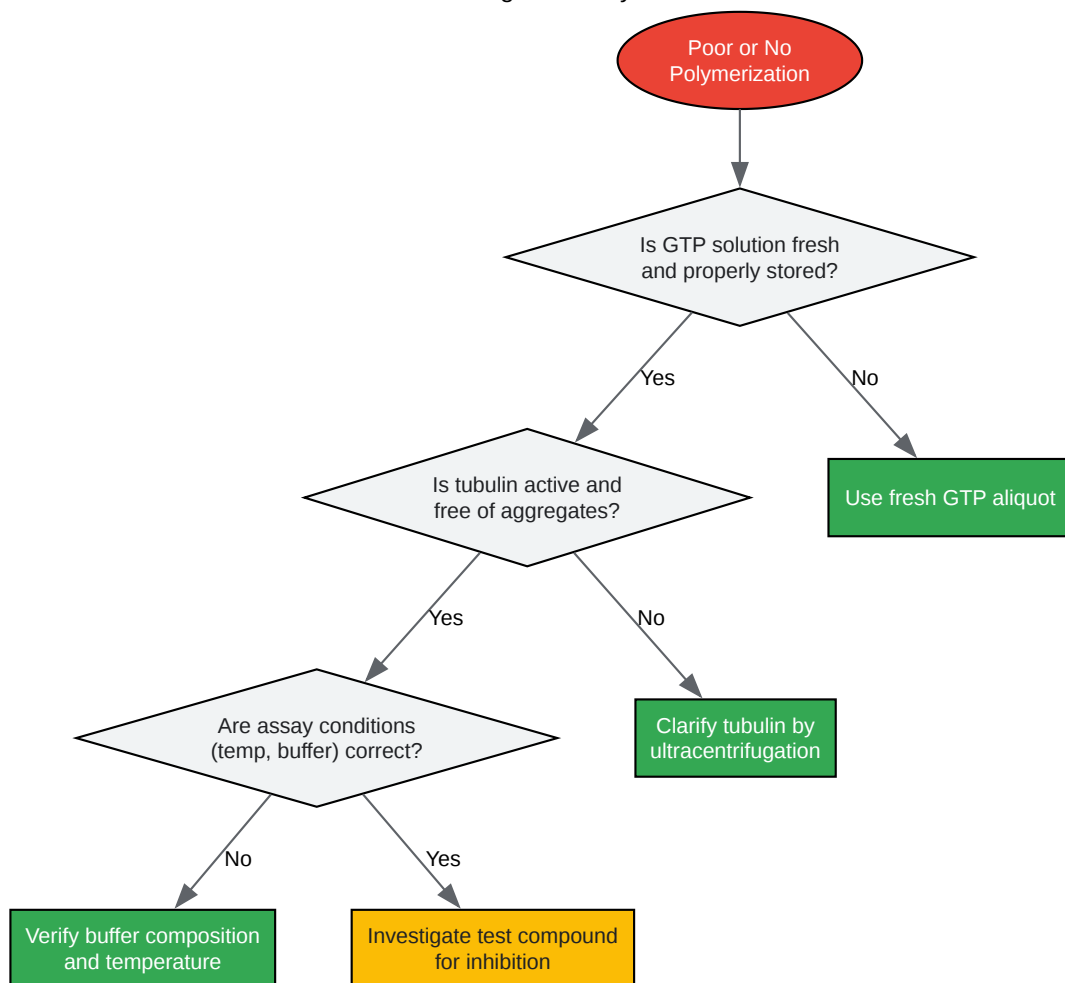 Poor or No
Polymerization
Is GTP solution fresh
and properly stored?
Yes
No
Is tubulin active and
free of aggregates?
Use fresh GTP aliquot
Yes
No
Are assay conditions
(temp, buffer) correct?
Clarify tubulin by
ultracentrifugation
No
Yes
Verify buffer composition
and temperature
Investigate test compound
for inhibition